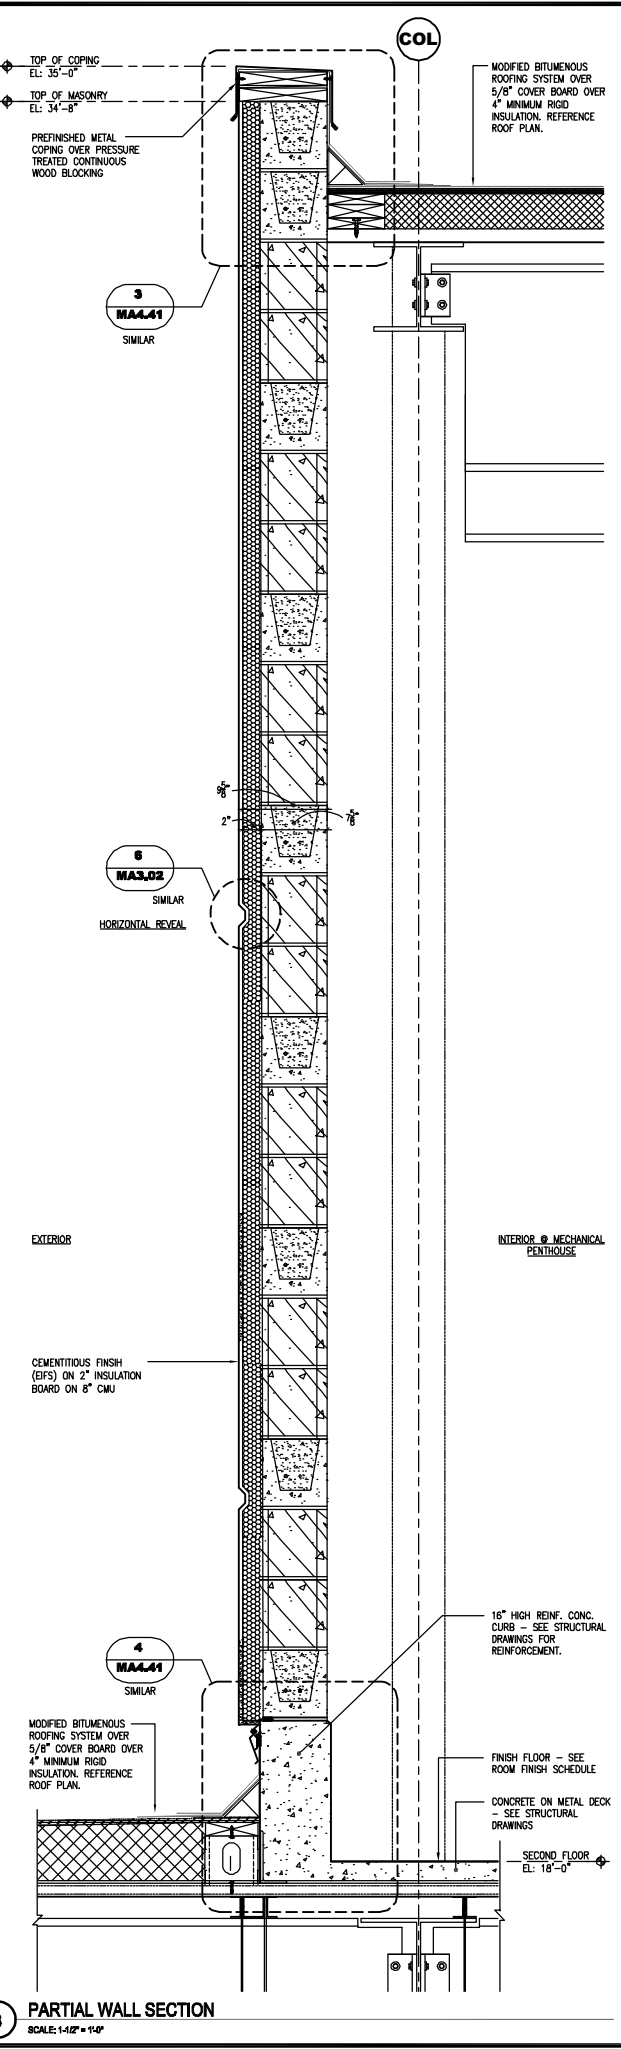 COL
TOP OF COPING
EL: 35'-0"
TOP OF MASONRY
EL: 34'-8"
PREFINISHED METAL
COPING OVER PRESSURE
TREATED CONTINUOUS
WOOD BLOCKING
MODIFIED BITUMENOUS
ROOFING SYSTEM OVER
5/8" COVER BOARD OVER
4" MINIMUM RIGID
INSULATION. REFERENCE
ROOF PLAN.
3
MA4.41
SIMILAR
9 5/8"
2"
7 5/8"
6
MA3.02
SIMILAR
HORIZONTAL REVEAL
EXTERIOR
INTERIOR @ MECHANICAL
PENTHOUSE
CEMENTITIOUS FINSIH
(EIFS) ON 2" INSULATION
BOARD ON 8" CMU
16" HIGH REINF. CONC.
CURB - SEE STRUCTURAL
DRAWINGS FOR
REINFORCEMENT.
4
MA4.41
SIMILAR
MODIFIED BITUMENOUS
ROOFING SYSTEM OVER
5/8" COVER BOARD OVER
4" MINIMUM RIGID
INSULATION. REFERENCE
ROOF PLAN.
FINISH FLOOR - SEE
ROOM FINISH SCHEDULE
CONCRETE ON METAL DECK
- SEE STRUCTURAL
DRAWINGS
SECOND FLOOR
EL: 18'-0"
PARTIAL WALL SECTION
SCALE: 1-1/2" = 1'-0"